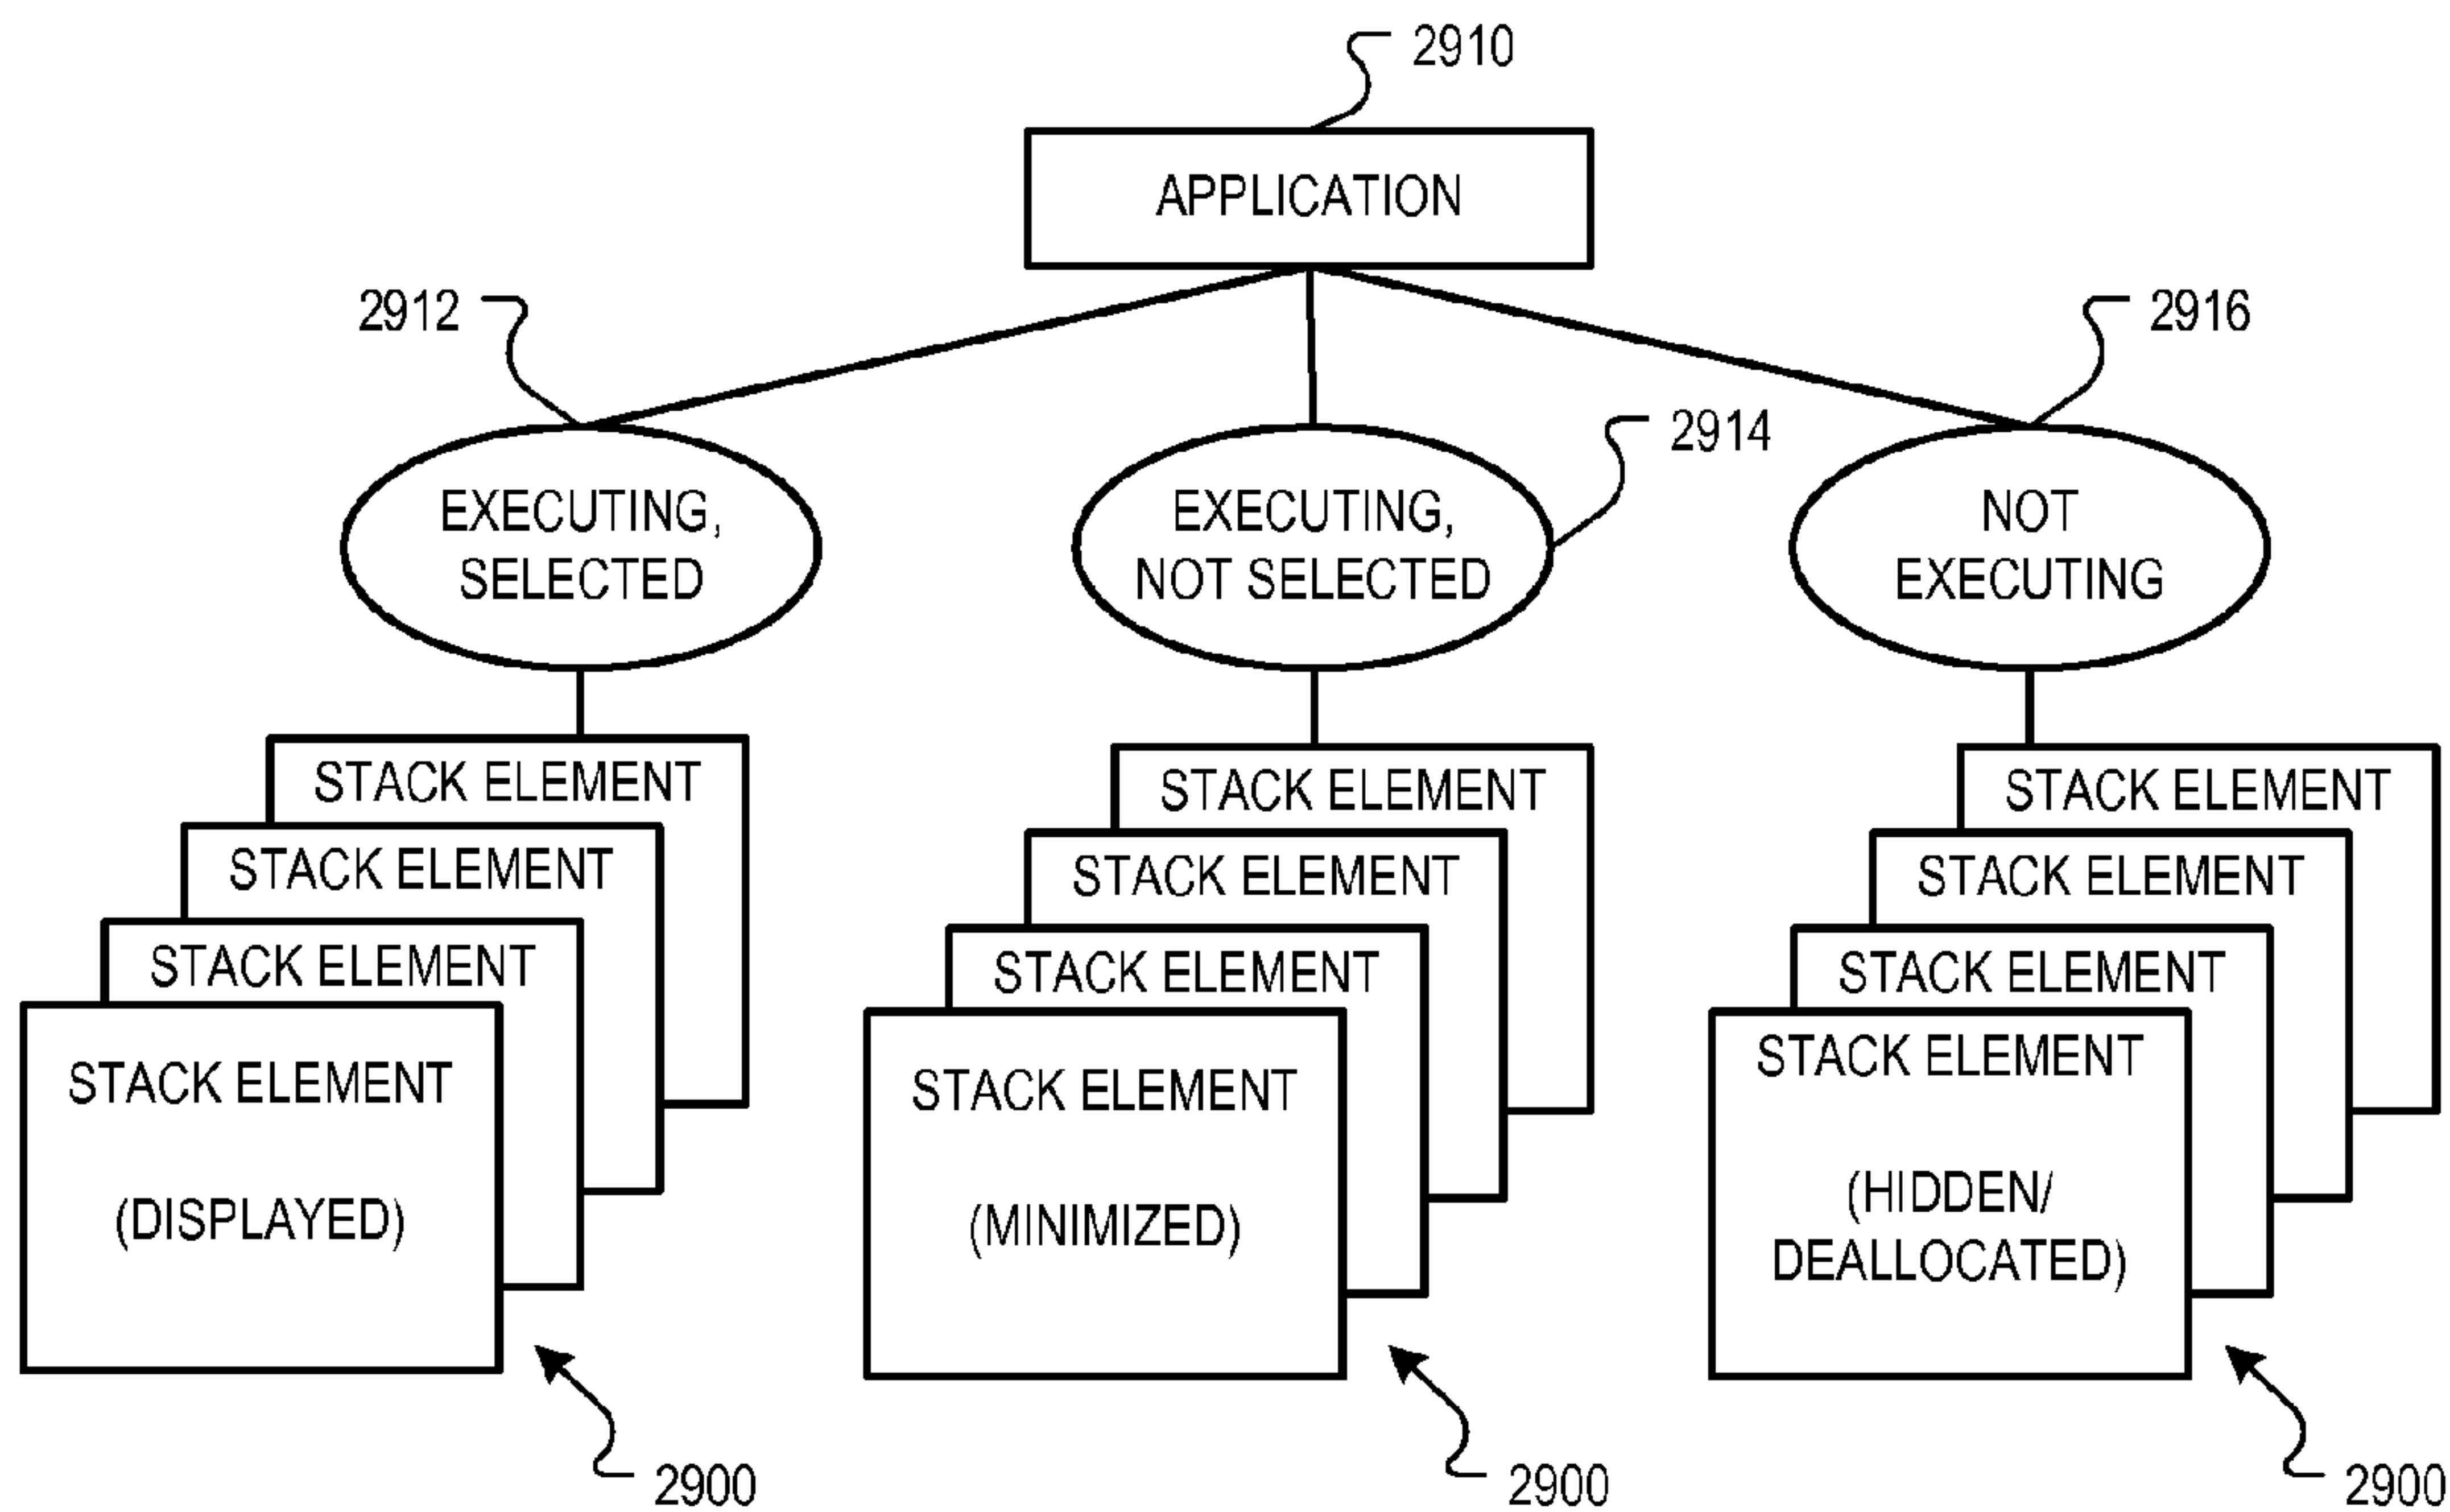 2910
APPLICATION
2912
2916
2914
EXECUTING,
SELECTED
EXECUTING,
NOT SELECTED
NOT
EXECUTING
STACK ELEMENT
STACK ELEMENT
STACK ELEMENT
STACK ELEMENT
(DISPLAYED)
2900
STACK ELEMENT
STACK ELEMENT
STACK ELEMENT
STACK ELEMENT
(MINIMIZED)
2900
STACK ELEMENT
STACK ELEMENT
STACK ELEMENT
STACK ELEMENT
(HIDDEN/
DEALLOCATED)
2900